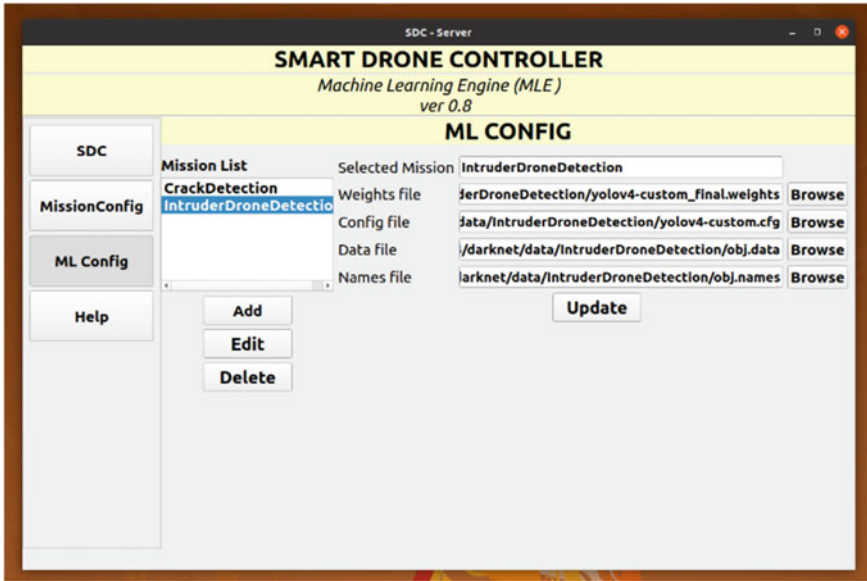 SDC - Server
SMART DRONE CONTROLLER
Machine Learning Engine (MLE )
ver 0.8
SDC
MissionConfig
ML Config
Help
ML CONFIG
Mission List
CrackDetection
IntruderDroneDetectio
Add
Edit
Delete
Selected Mission IntruderDroneDetection
Weights file derDroneDetection/yolov4-custom_final.weights Browse
Config file data/IntruderDroneDetection/yolov4-custom.cfg Browse
Data file /darknet/data/IntruderDroneDetection/obj.data Browse
Names file darknet/data/IntruderDroneDetection/obj.names Browse
Update